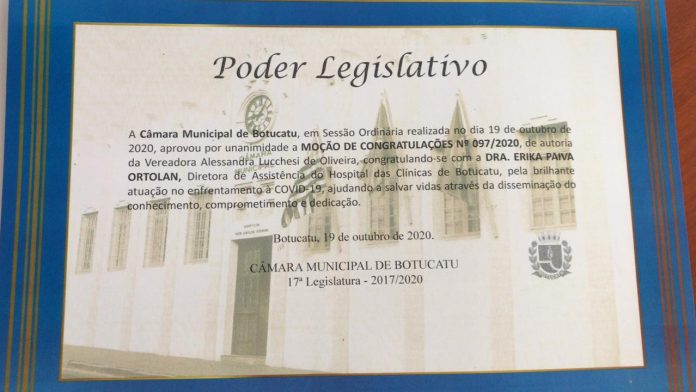 Poder Legislativo
A Câmara Municipal de Botucatu, em Sessão Ordinária realizada no dia 19 de outubro de
2020, aprovou por unanimidade a MOÇÃO DE CONGRATULAÇÕES Nº 097/2020, de autoria
da Vereadora Alessandra Lucchesi de Oliveira, congratulando-se com a DRA. ERIKA PAIVA
ORTOLAN, Diretora de Assistência do Hospital das Clínicas de Botucatu, pela brilhante
atuação no enfrentamento à COVID-19, ajudando a salvar vidas através da disseminação do
conhecimento, comprometimento e dedicação.
CÂMARA
MUNICIPAL
Botucatu, 19 de outubro de 2020.
CÂMARA MUNICIPAL DE BOTUCATU
17ª Legislatura - 2017/2020